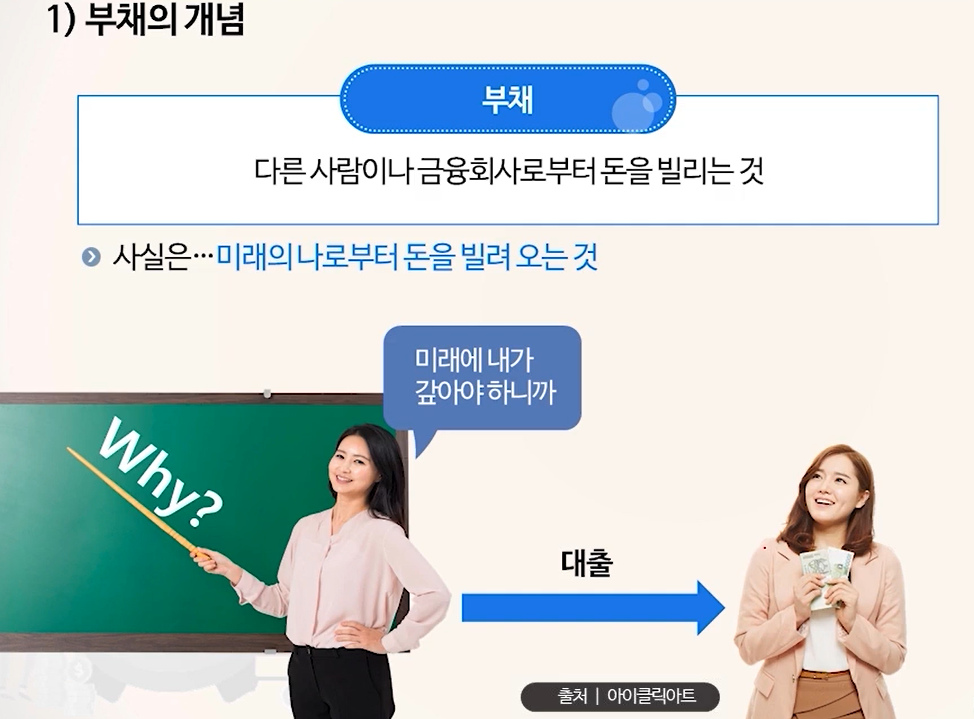 1) 부채의 개념
부채
다른 사람이나 금융회사로부터 돈을 빌리는 것
사실은…미래의 나로부터 돈을 빌려 오는 것
미래에 내가
갚아야 하니까
Why?
대출
출처 | 아이클릭아트